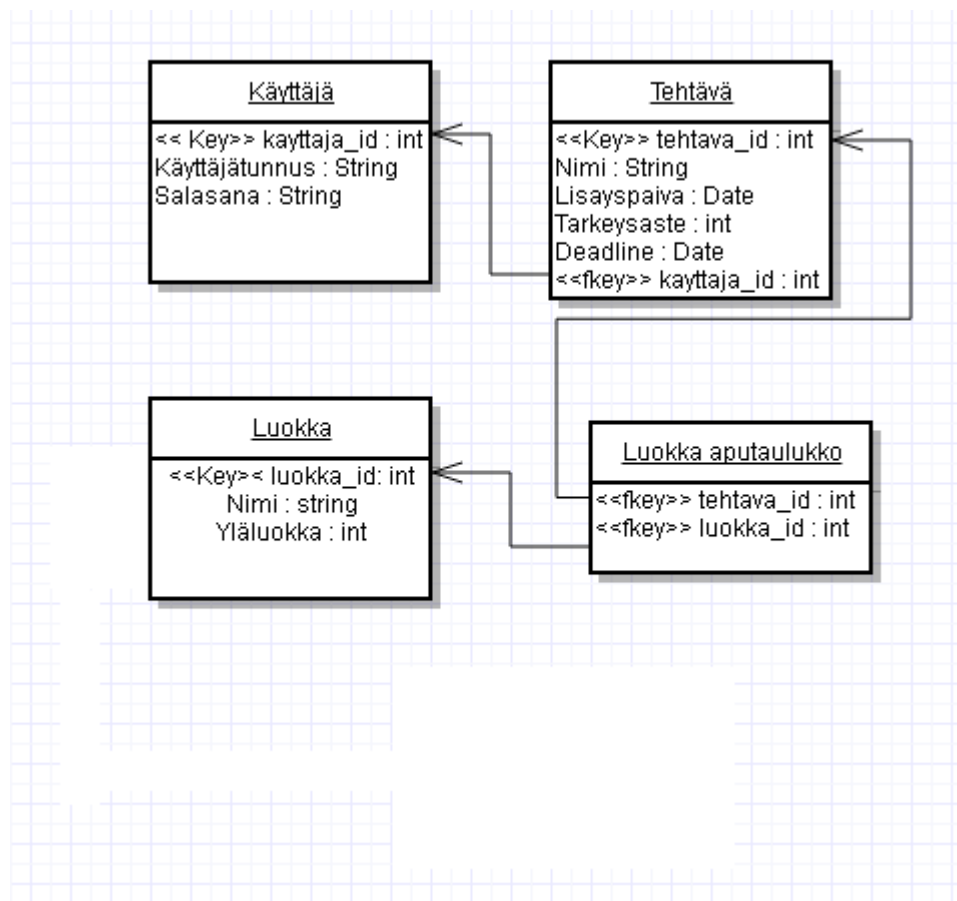 Käyttäjä
<< Key>> kayttaja_id : int
Käyttäjätunnus : String
Salasana : String
Tehtävä
<<Key>> tehtava_id : int
Nimi : String
Lisayspaiva : Date
Tarkeysaste : int
Deadline : Date
<<fkey>> kayttaja_id : int
Luokka
<<Key>< luokka_id: int
Nimi : string
Yläluokka : int
Luokka aputaulukko
<<fkey>> tehtava_id : int
<<fkey>> luokka_id : int